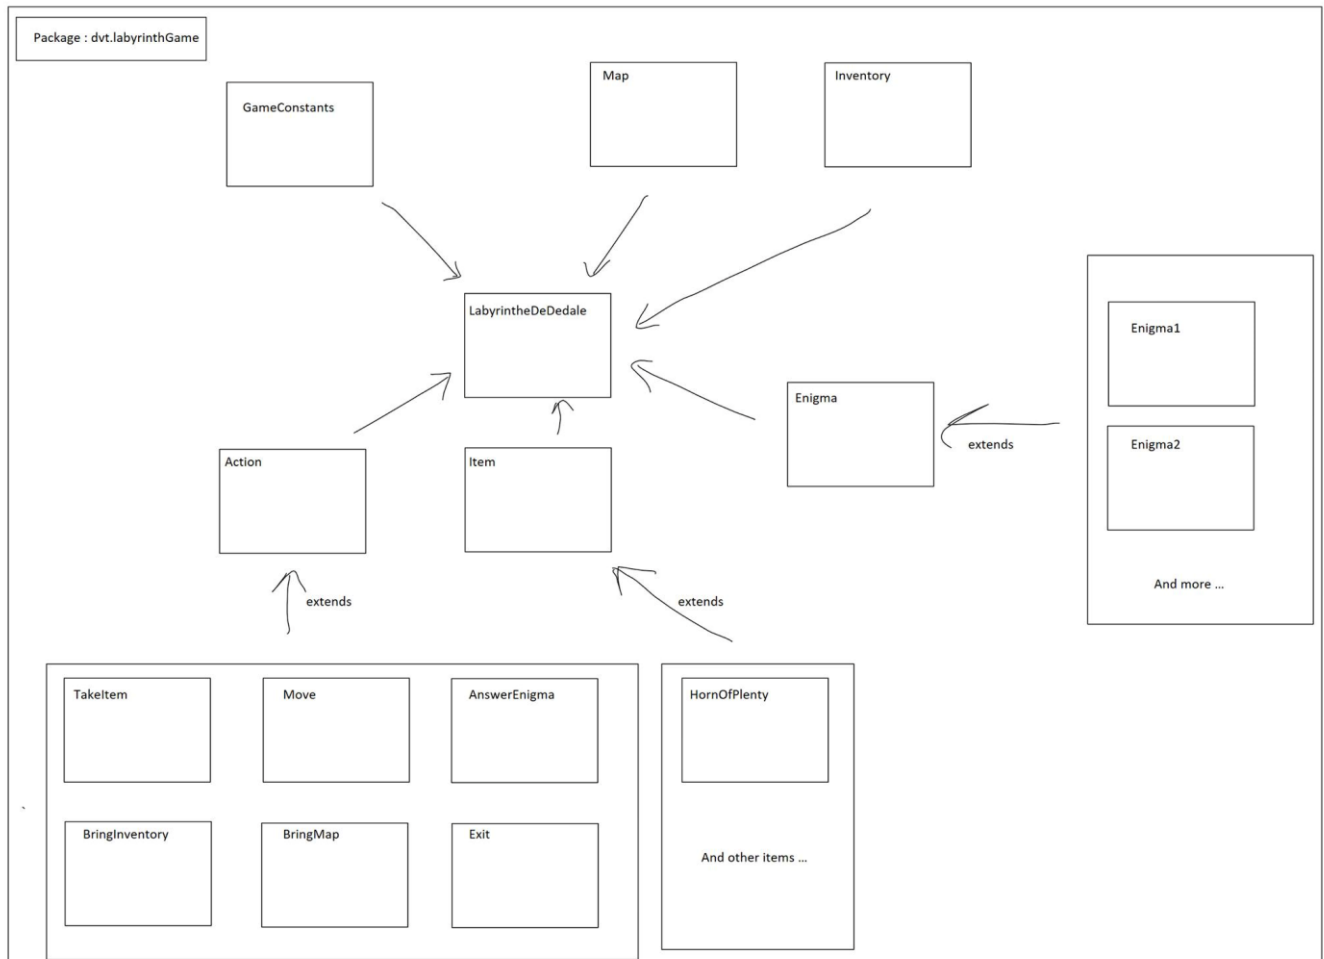 Package : dvt.labyrinthGame
Map
Inventory
GameConstants
LabyrintheDeDedale
Enigma1
Enigma
Enigma2
extends
Action
Item
And more ...
extends
extends
TakeItem
Move
AnswerEnigma
HornOfPlenty
BringInventory
BringMap
Exit
And other items ...